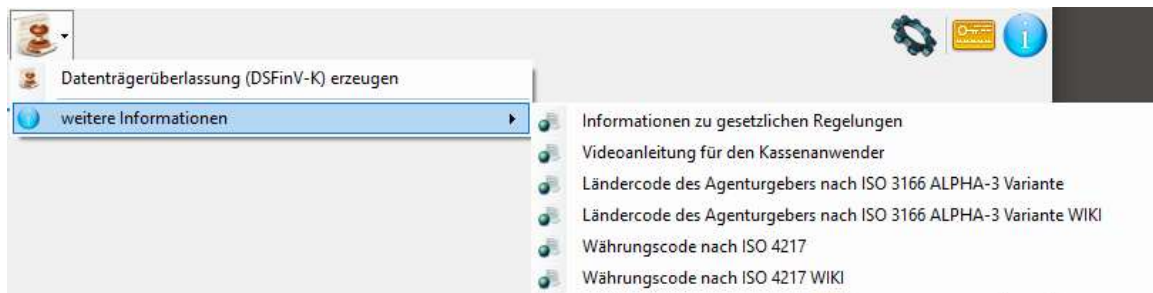 Datenträgerüberlassung (DSFinV-K) erzeugen
weitere Informationen
Informationen zu gesetzlichen Regelungen
Videoanleitung für den Kassenanwender
Ländercode des Agenturgebers nach ISO 3166 ALPHA-3 Variante
Ländercode des Agenturgebers nach ISO 3166 ALPHA-3 Variante WIKI
Währungscode nach ISO 4217
Währungscode nach ISO 4217 WIKI